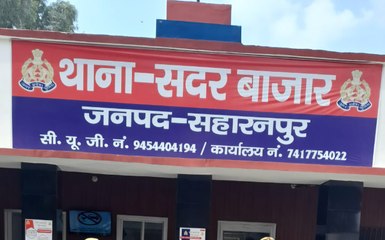 थाना-सदर बाजार
जनपद-सहारनपुर
सी. यू. जी. नं. 9454404194 / कार्यालय नं. 7417754022